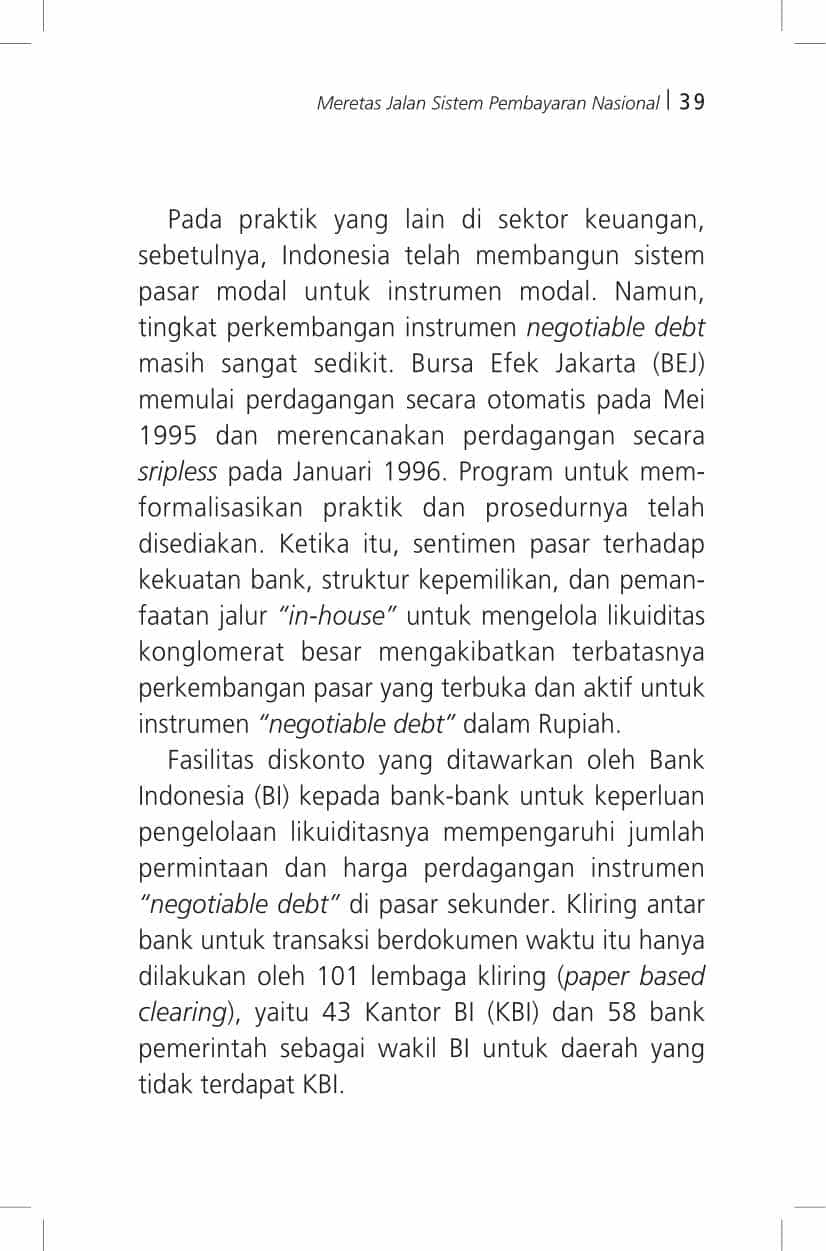 Meretas Jalan Sistem Pembayaran Nasional | 39
Pada praktik yang lain di sektor keuangan,
sebetulnya, Indonesia telah membangun sistem
pasar modal untuk instrumen modal. Namun,
tingkat perkembangan instrumen negotiable debt
masih sangat sedikit. Bursa Efek Jakarta (BEJ)
memulai perdagangan secara otomatis pada Mei
1995 dan merencanakan perdagangan secara
sripless pada Januari 1996. Program untuk mem-
formalisasikan praktik dan prosedurnya telah
disediakan. Ketika itu, sentimen pasar terhadap
kekuatan bank, struktur kepemilikan, dan peman-
faatan jalur “in-house” untuk mengelola likuiditas
konglomerat besar mengakibatkan terbatasnya
perkembangan pasar yang terbuka dan aktif untuk
instrumen “negotiable debt” dalam Rupiah.
Fasilitas diskonto yang ditawarkan oleh Bank
Indonesia (BI) kepada bank-bank untuk keperluan
pengelolaan likuiditasnya mempengaruhi jumlah
permintaan dan harga perdagangan instrumen
“negotiable debt” di pasar sekunder. Kliring antar
bank untuk transaksi berdokumen waktu itu hanya
dilakukan oleh 101 lembaga kliring (paper based
clearing), yaitu 43 Kantor BI (KBI) dan 58 bank
pemerintah sebagai wakil BI untuk daerah yang
tidak terdapat KBI.